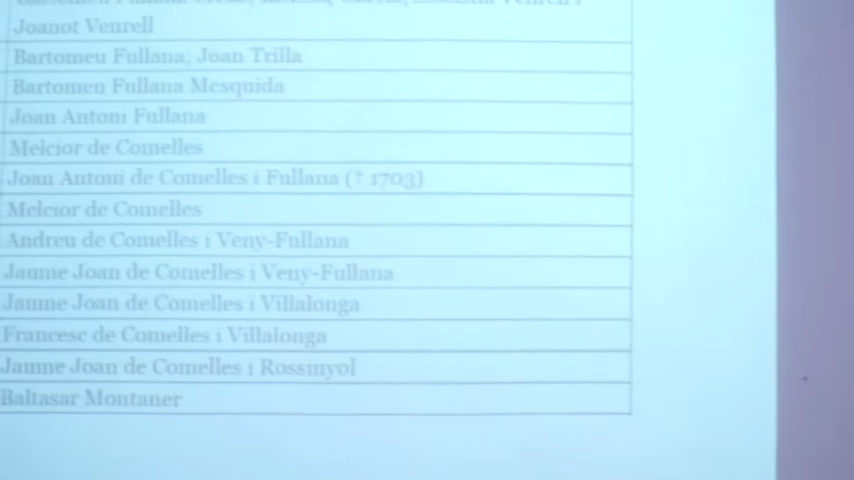 Joanot Venrell
Bartomeu Fullana; Joan Trilla
Bartomeu Fullana Mesquida
Joan Antoni Fullana
Melcior de Comelles
Joan Antoni de Comelles i Fullana († 1703)
Melcior de Comelles
Andreu de Comelles i Veny-Fullana
Jaume Joan de Comelles i Veny-Fullana
Jaume Joan de Comelles i Villalonga
Francesc de Comelles i Villalonga
Jaume Joan de Comelles i Rossinyol
Baltasar Montaner